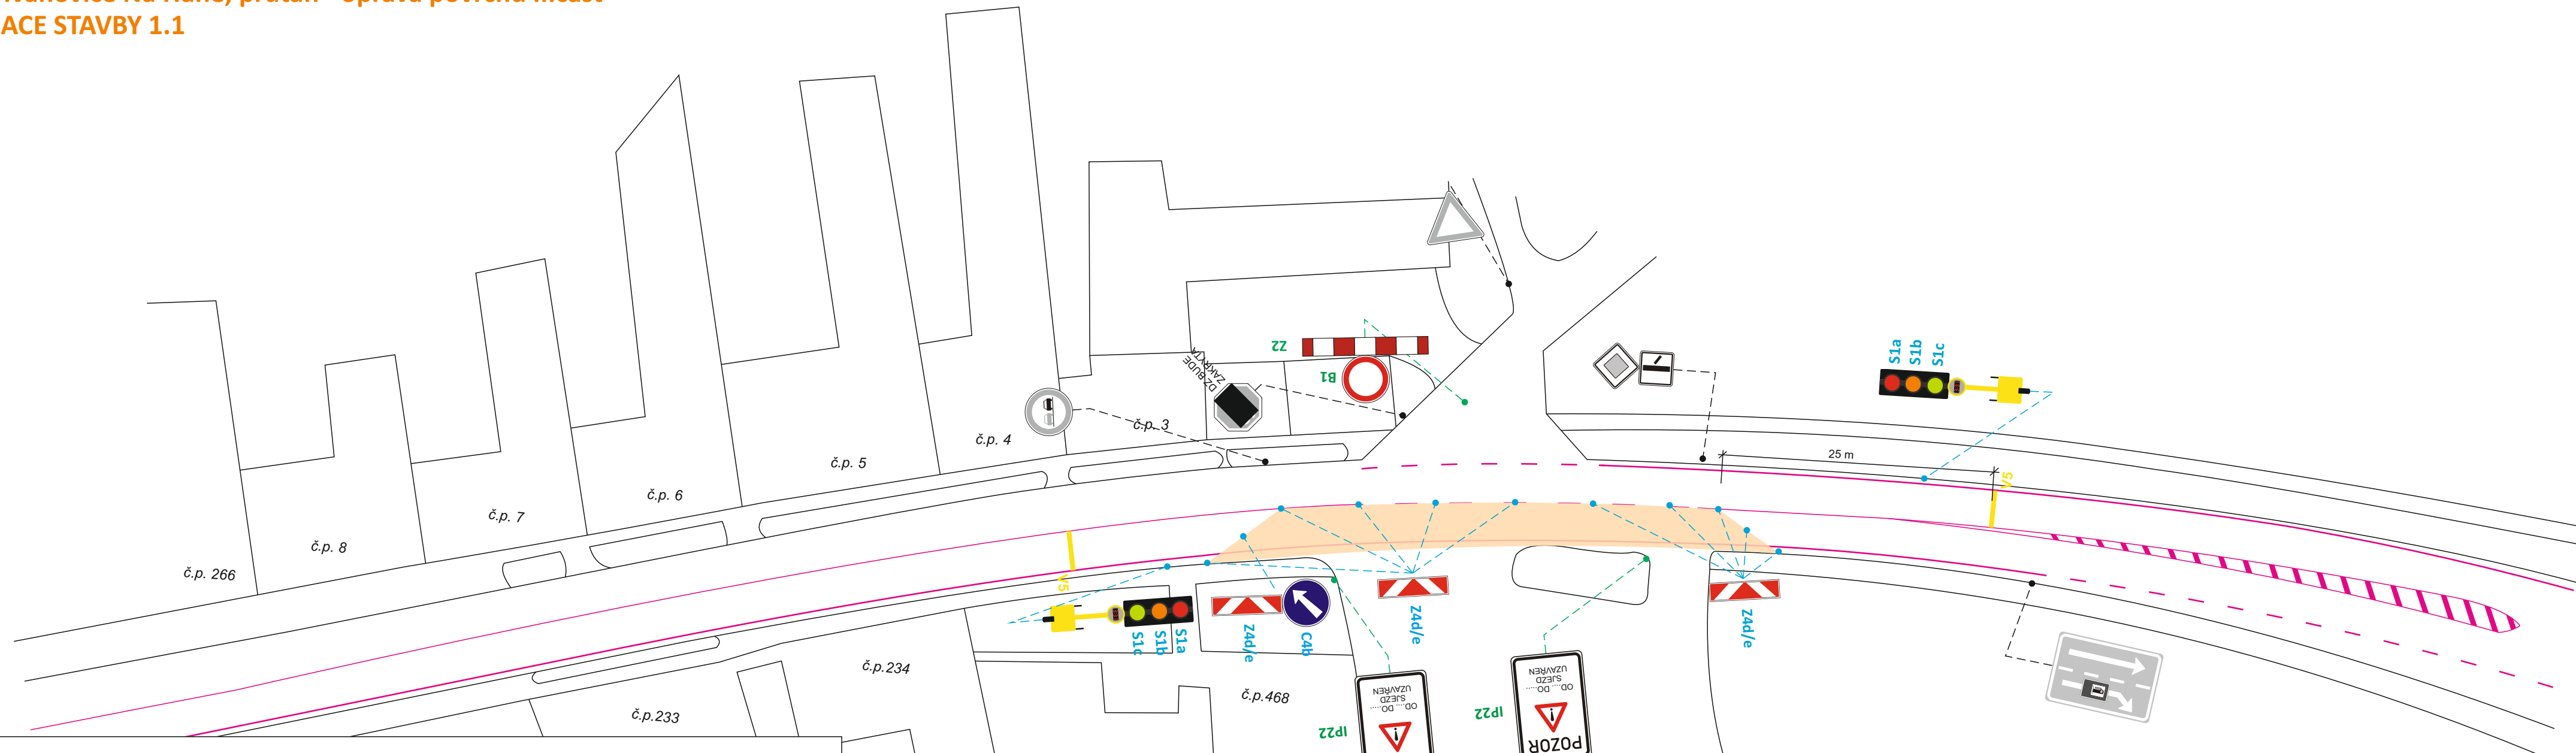 ACE STAVBY 1.1
S1a
S1b
S1c
Z2
DZ BUDE
ZAKRYTA
B1
č.p. 3
č.p. 4
25 m
č.p. 5
V5
č.p. 6
č.p. 7
č.p. 8
č.p. 266
V5
S1c
S1b
S1a
Z4d/e
C4b
Z4d/e
Z4d/e
č.p.234
č.p.468
č.p.233
OD.... DO.....
SJEZD
UZAVŘEN
IP22
POZOR
OD.... DO.....
SJEZD
UZAVŘEN
IP22